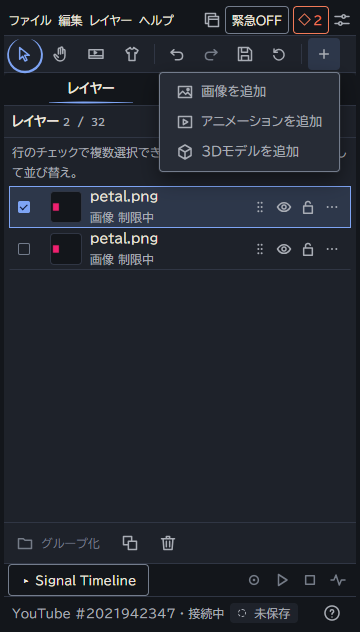 ファイル 編集 レイヤー ヘルプ 緊急OFF 2
レイヤー
画像を追加
アニメーションを追加
3Dモデルを追加
レイヤー 2 / 32
行のチェックで複数選択でき
し
て並び替え。
petal.png
画像 制限中
petal.png
画像 制限中
グループ化
Signal Timeline
YouTube #2021942347・接続中 未保存